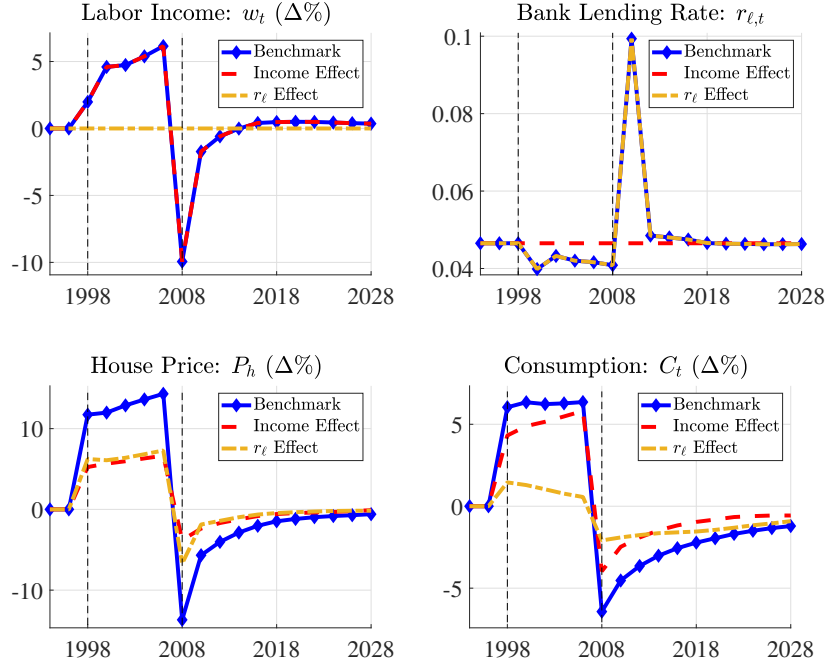 Labor Income: w_t (Δ%)
5
0
-5
-10
1998
2008
2018
2028
Benchmark
Income Effect
r_ℓ Effect
Bank Lending Rate: r_{ℓ,t}
0.1
0.08
0.06
0.04
1998
2008
2018
2028
Benchmark
Income Effect
r_ℓ Effect
House Price: P_h (Δ%)
10
0
-10
1998
2008
2018
2028
Benchmark
Income Effect
r_ℓ Effect
Consumption: C_t (Δ%)
5
0
-5
1998
2008
2018
2028
Benchmark
Income Effect
r_ℓ Effect